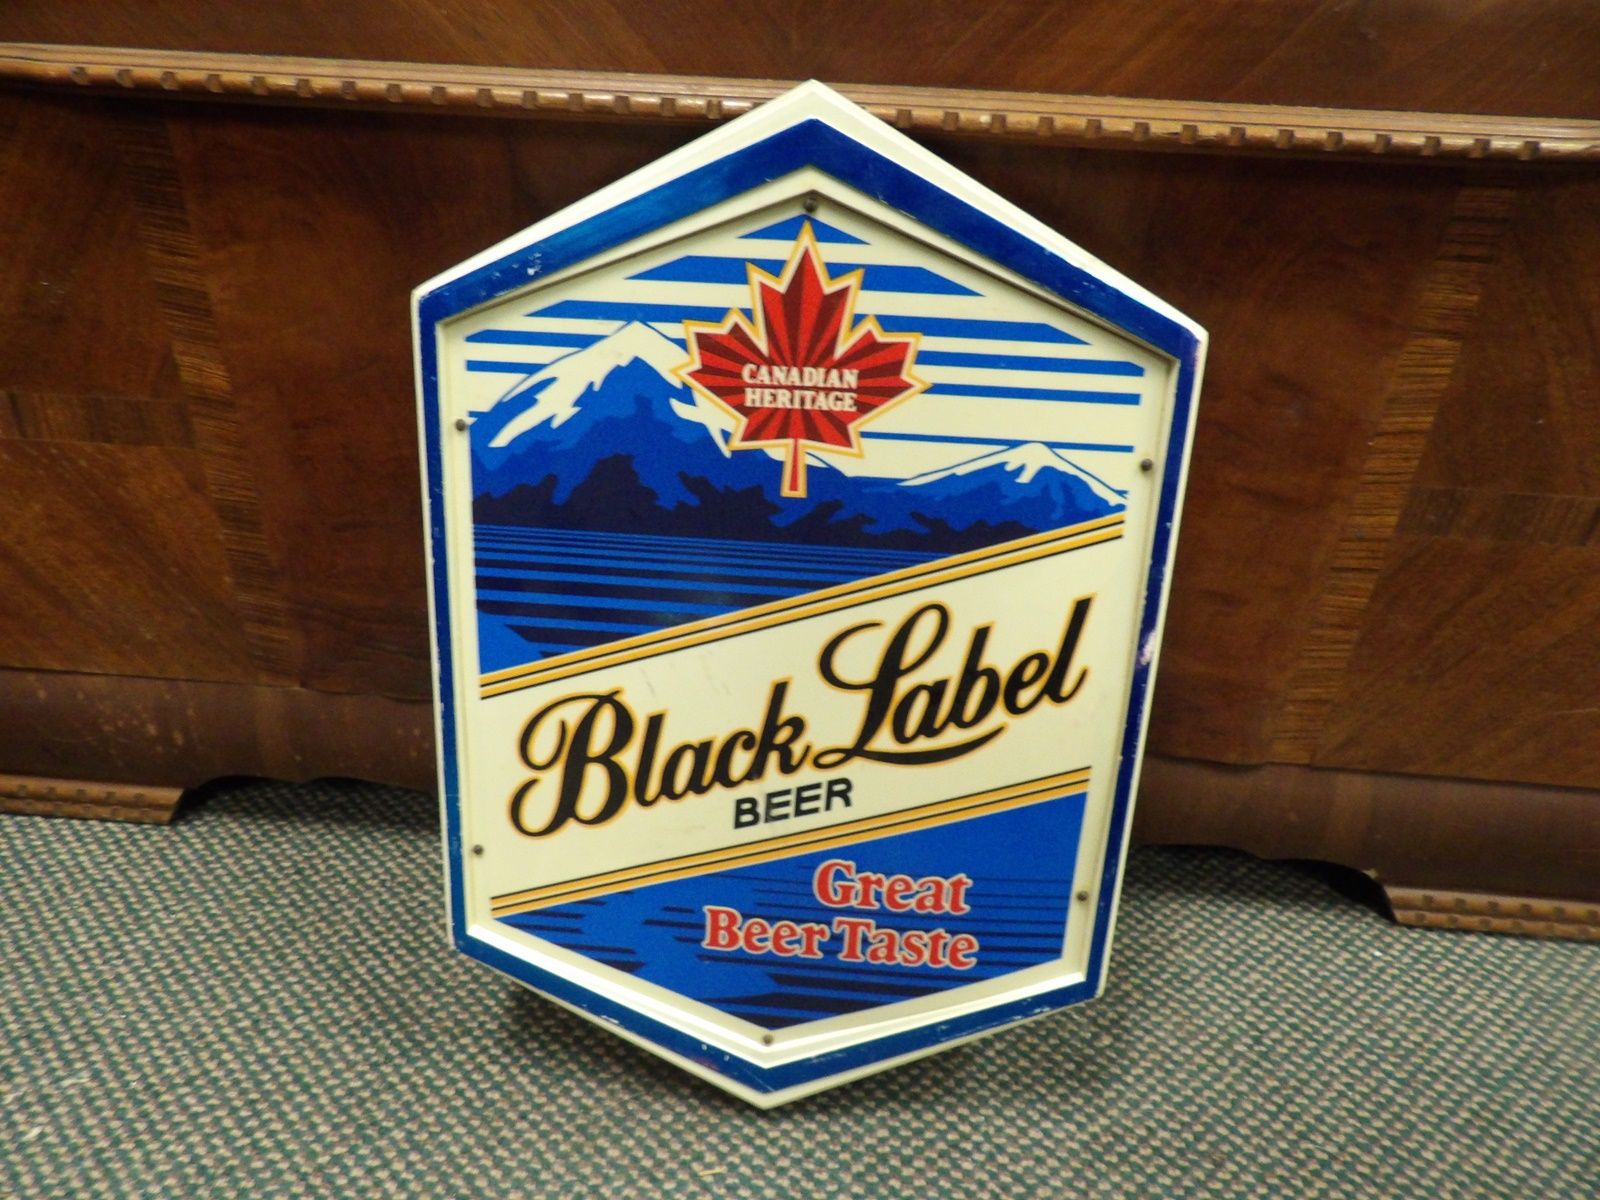 CANADIAN
HERITAGE
Black Label
BEER
Great
Beer Taste